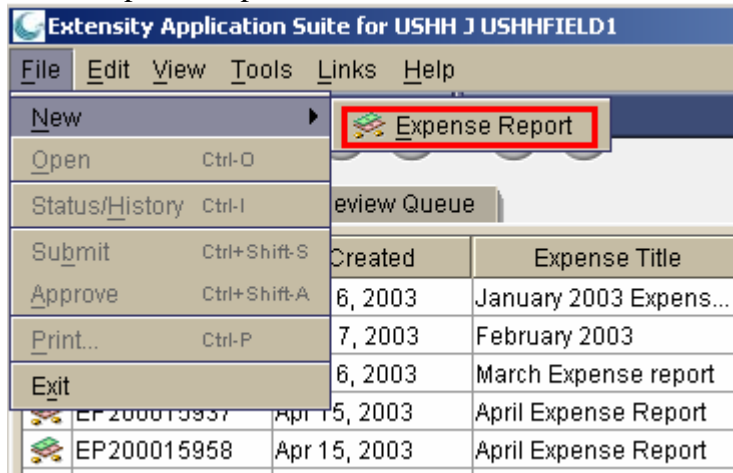 Extensity Application Suite for USHH J USHHFIELD1
File Edit View Tools Links Help
New Expense Report
Open Ctrl-O
Status/History Ctrl-I eview Queue
Submit Ctrl+Shift-S Created Expense Title
Approve Ctrl+Shift-A 6, 2003 January 2003 Expens...
Print... Ctrl-P 7, 2003 February 2003
Exit 6, 2003 March Expense report
EP200015937 Apr 15, 2003 April Expense Report
EP200015958 Apr 15, 2003 April Expense Report